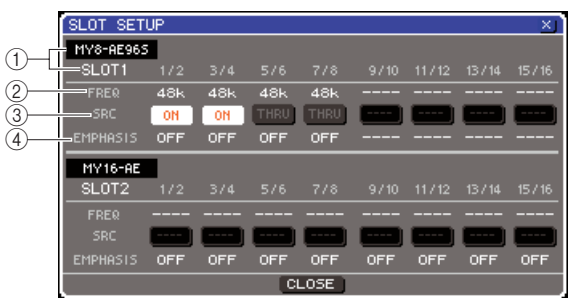 SLOT SETUP X
MY8-AE96S
① SLOT1 1/2 3/4 5/6 7/8 9/10 11/12 13/14 15/16
② FREQ 48k 48k 48k 48k ---- ---- ---- ----
③ SRC ON ON THRU THRU ---- ---- ---- ----
④ EMPHASIS OFF OFF OFF OFF ---- ---- ---- ----
MY16-AE
SLOT2 1/2 3/4 5/6 7/8 9/10 11/12 13/14 15/16
FREQ ---- ---- ---- ---- ---- ---- ---- ----
SRC ---- ---- ---- ---- ---- ---- ---- ----
EMPHASIS OFF OFF OFF OFF OFF OFF OFF OFF
CLOSE